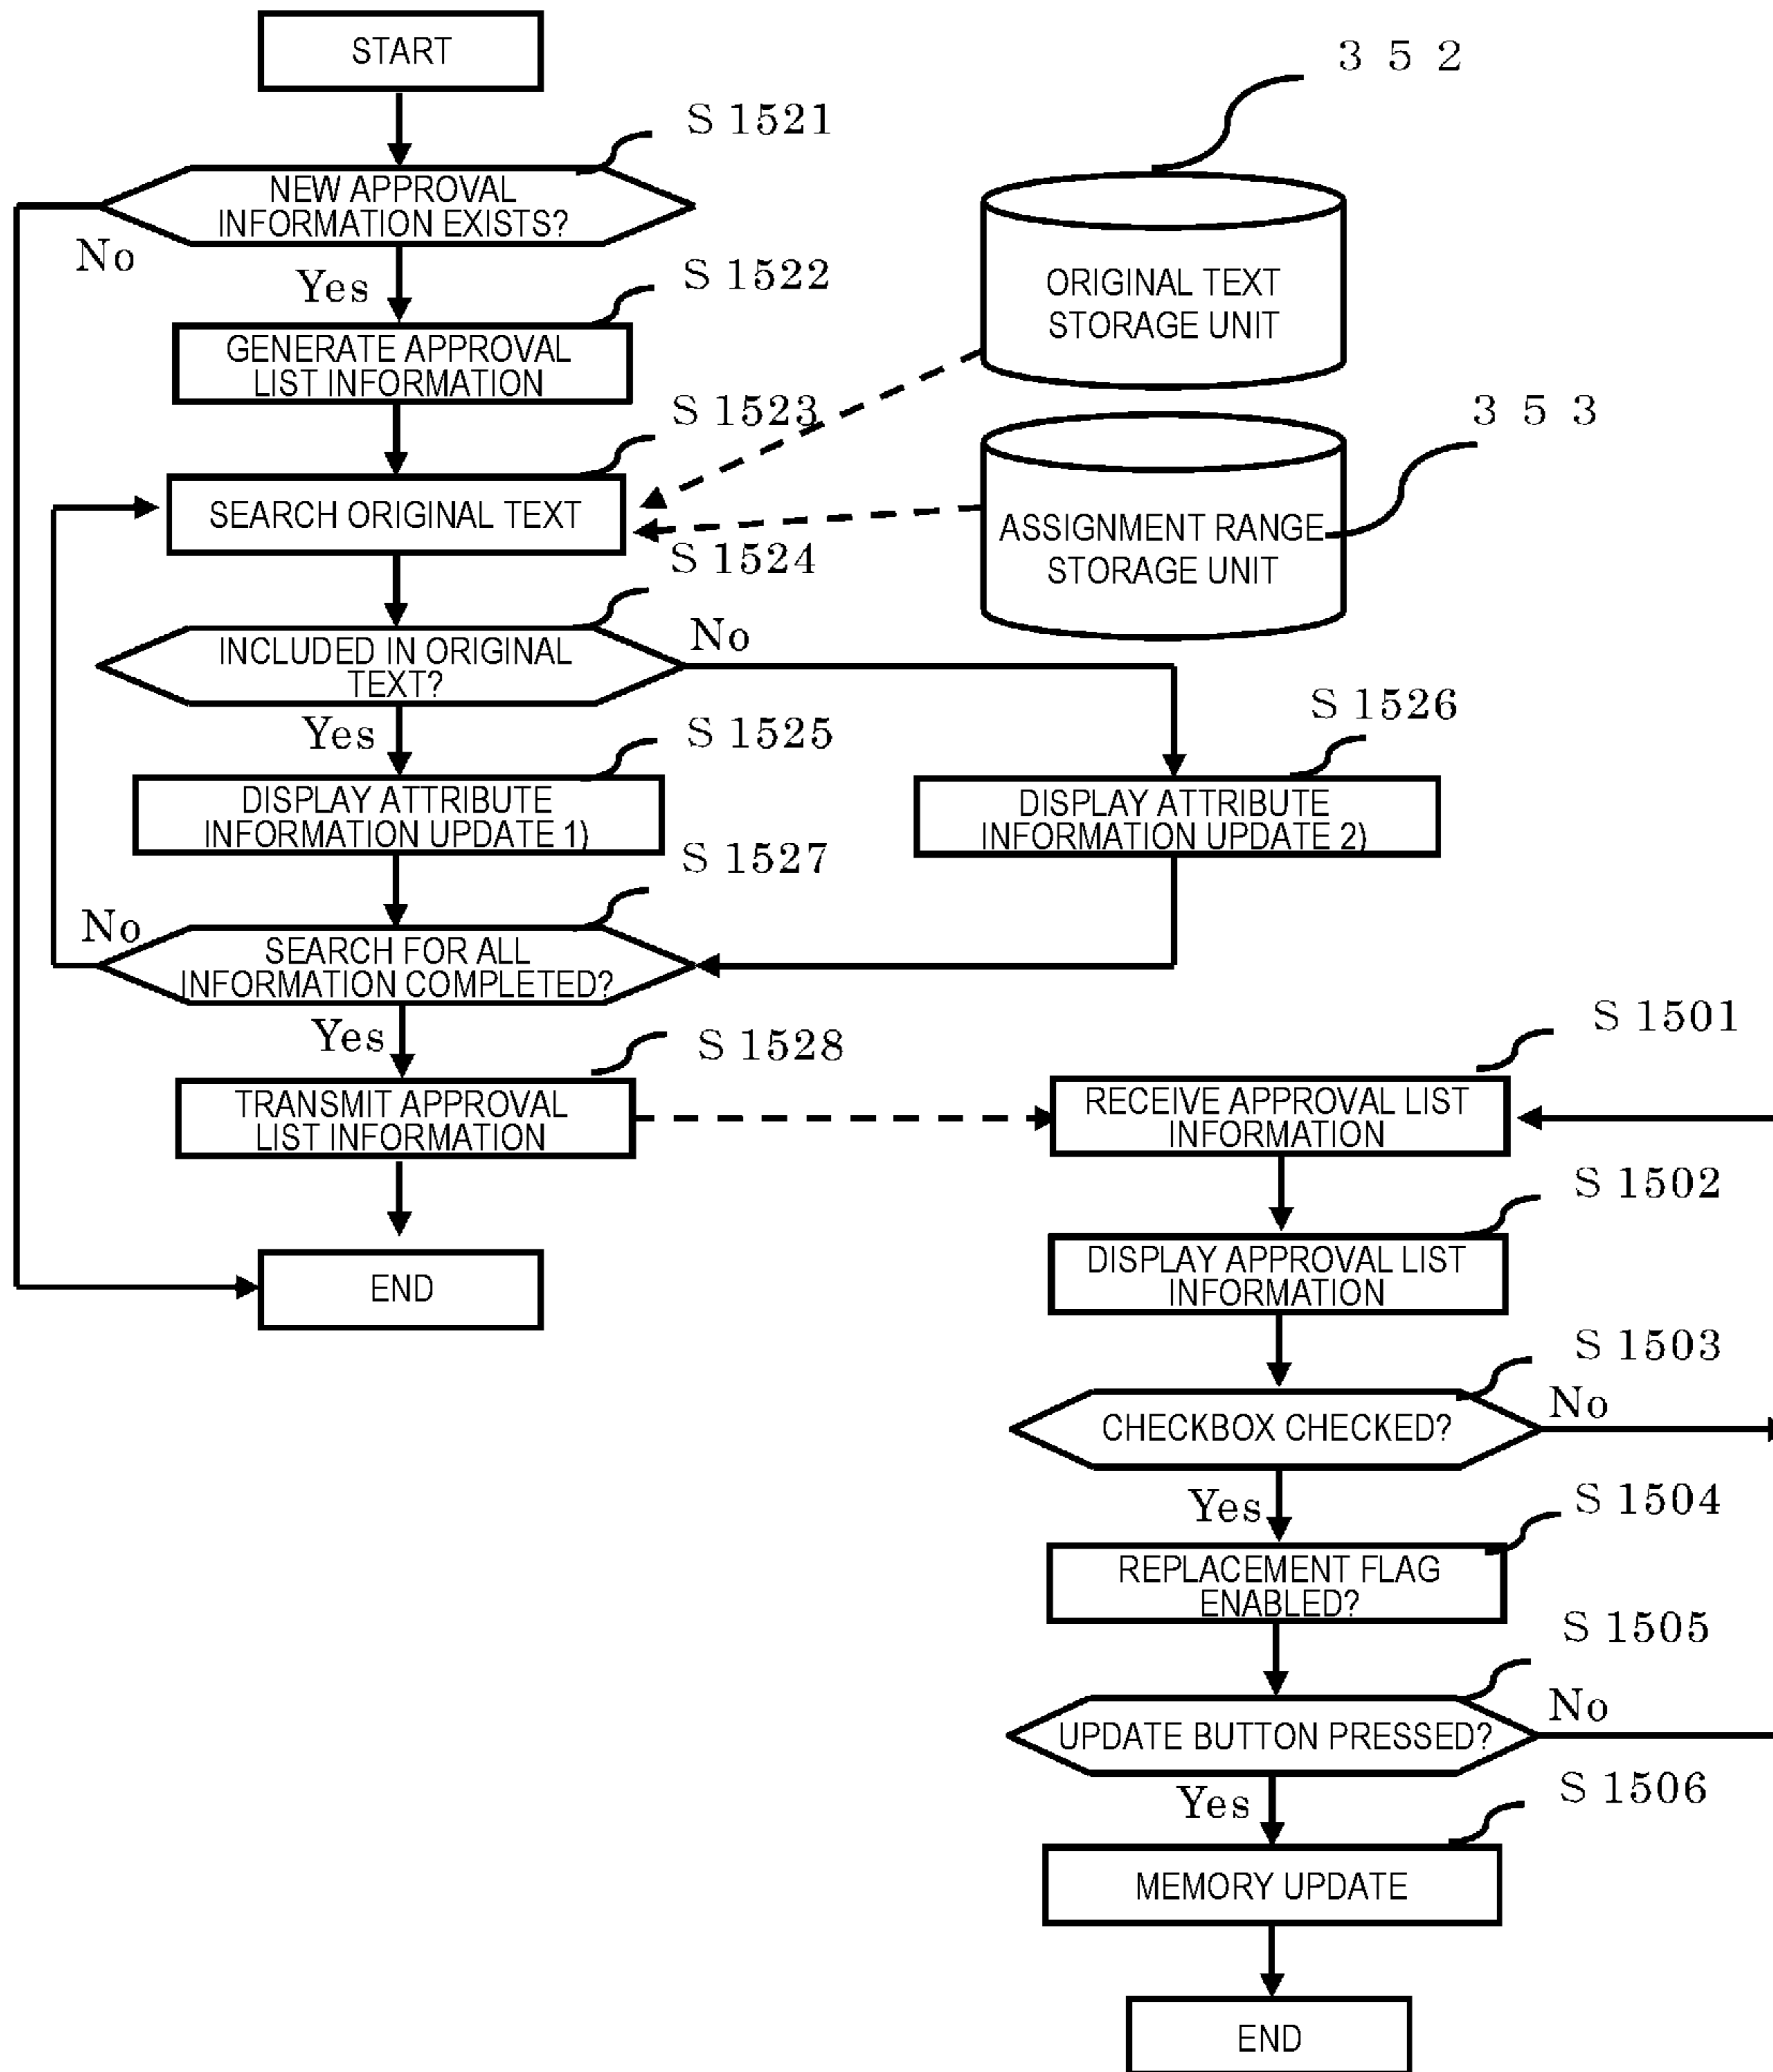 START
3 5 2
S 1521
NEW APPROVAL
INFORMATION EXISTS?
No
Yes
S 1522
ORIGINAL TEXT
STORAGE UNIT
GENERATE APPROVAL
LIST INFORMATION
S 1523
3 5 3
SEARCH ORIGINAL TEXT
ASSIGNMENT RANGE
STORAGE UNIT
S 1524
INCLUDED IN ORIGINAL
TEXT?
No
Yes
S 1525
S 1526
DISPLAY ATTRIBUTE
INFORMATION UPDATE 1)
DISPLAY ATTRIBUTE
INFORMATION UPDATE 2)
S 1527
No
SEARCH FOR ALL
INFORMATION COMPLETED?
Yes
S 1528
S 1501
TRANSMIT APPROVAL
LIST INFORMATION
RECEIVE APPROVAL LIST
INFORMATION
S 1502
END
DISPLAY APPROVAL LIST
INFORMATION
S 1503
CHECKBOX CHECKED?
No
Yes
S 1504
REPLACEMENT FLAG
ENABLED?
S 1505
UPDATE BUTTON PRESSED?
No
Yes
S 1506
MEMORY UPDATE
END